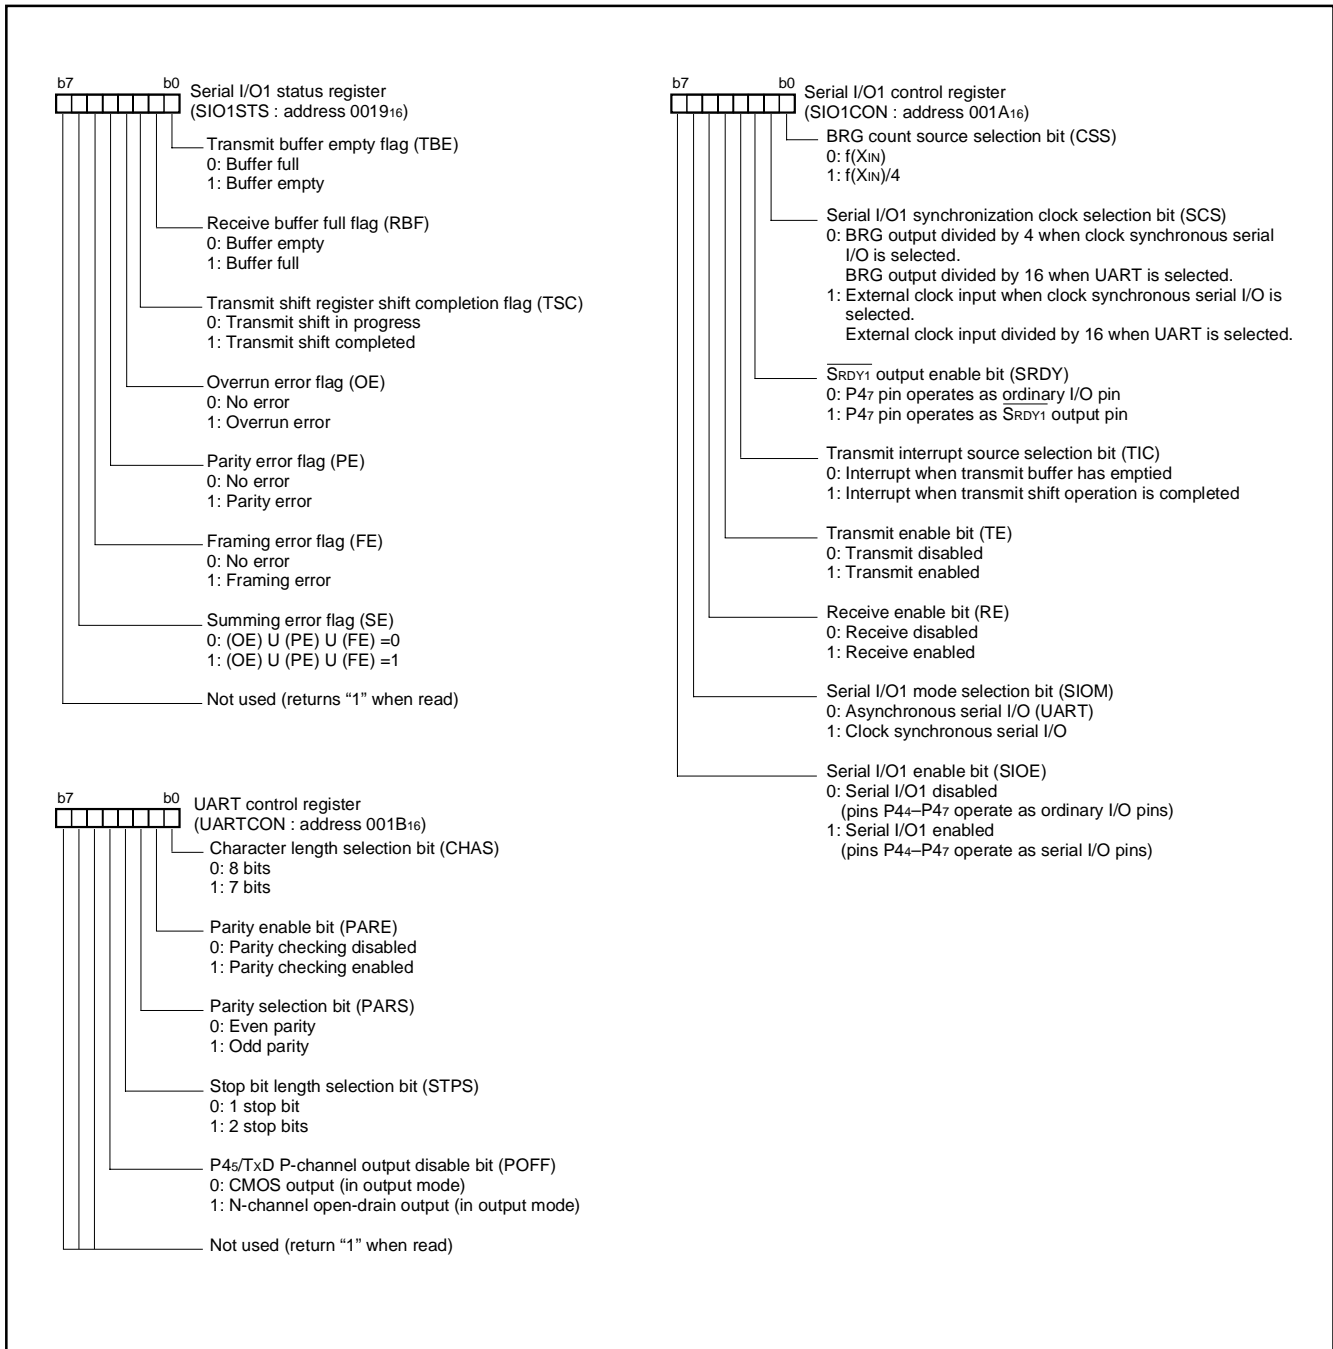 b7 b0
Serial I/O1 status register
(SIO1STS : address 0019₁₆)
Transmit buffer empty flag (TBE)
0: Buffer full
1: Buffer empty
Receive buffer full flag (RBF)
0: Buffer empty
1: Buffer full
Transmit shift register shift completion flag (TSC)
0: Transmit shift in progress
1: Transmit shift completed
Overrun error flag (OE)
0: No error
1: Overrun error
Parity error flag (PE)
0: No error
1: Parity error
Framing error flag (FE)
0: No error
1: Framing error
Summing error flag (SE)
0: (OE) U (PE) U (FE) =0
1: (OE) U (PE) U (FE) =1
Not used (returns “1” when read)
b7 b0
UART control register
(UARTCON : address 001B₁₆)
Character length selection bit (CHAS)
0: 8 bits
1: 7 bits
Parity enable bit (PARE)
0: Parity checking disabled
1: Parity checking enabled
Parity selection bit (PARS)
0: Even parity
1: Odd parity
Stop bit length selection bit (STPS)
0: 1 stop bit
1: 2 stop bits
P4₅/TxD P-channel output disable bit (POFF)
0: CMOS output (in output mode)
1: N-channel open-drain output (in output mode)
Not used (return “1” when read)
b7 b0
Serial I/O1 control register
(SIO1CON : address 001A₁₆)
BRG count source selection bit (CSS)
0: f(XIN)
1: f(XIN)/4
Serial I/O1 synchronization clock selection bit (SCS)
0: BRG output divided by 4 when clock synchronous serial
I/O is selected.
BRG output divided by 16 when UART is selected.
1: External clock input when clock synchronous serial I/O is
selected.
External clock input divided by 16 when UART is selected.
SRDY1 output enable bit (SRDY)
0: P4₇ pin operates as ordinary I/O pin
1: P4₇ pin operates as SRDY1 output pin
Transmit interrupt source selection bit (TIC)
0: Interrupt when transmit buffer has emptied
1: Interrupt when transmit shift operation is completed
Transmit enable bit (TE)
0: Transmit disabled
1: Transmit enabled
Receive enable bit (RE)
0: Receive disabled
1: Receive enabled
Serial I/O1 mode selection bit (SIOM)
0: Asynchronous serial I/O (UART)
1: Clock synchronous serial I/O
Serial I/O1 enable bit (SIOE)
0: Serial I/O1 disabled
(pins P4₄–P4₇ operate as ordinary I/O pins)
1: Serial I/O1 enabled
(pins P4₄–P4₇ operate as serial I/O pins)